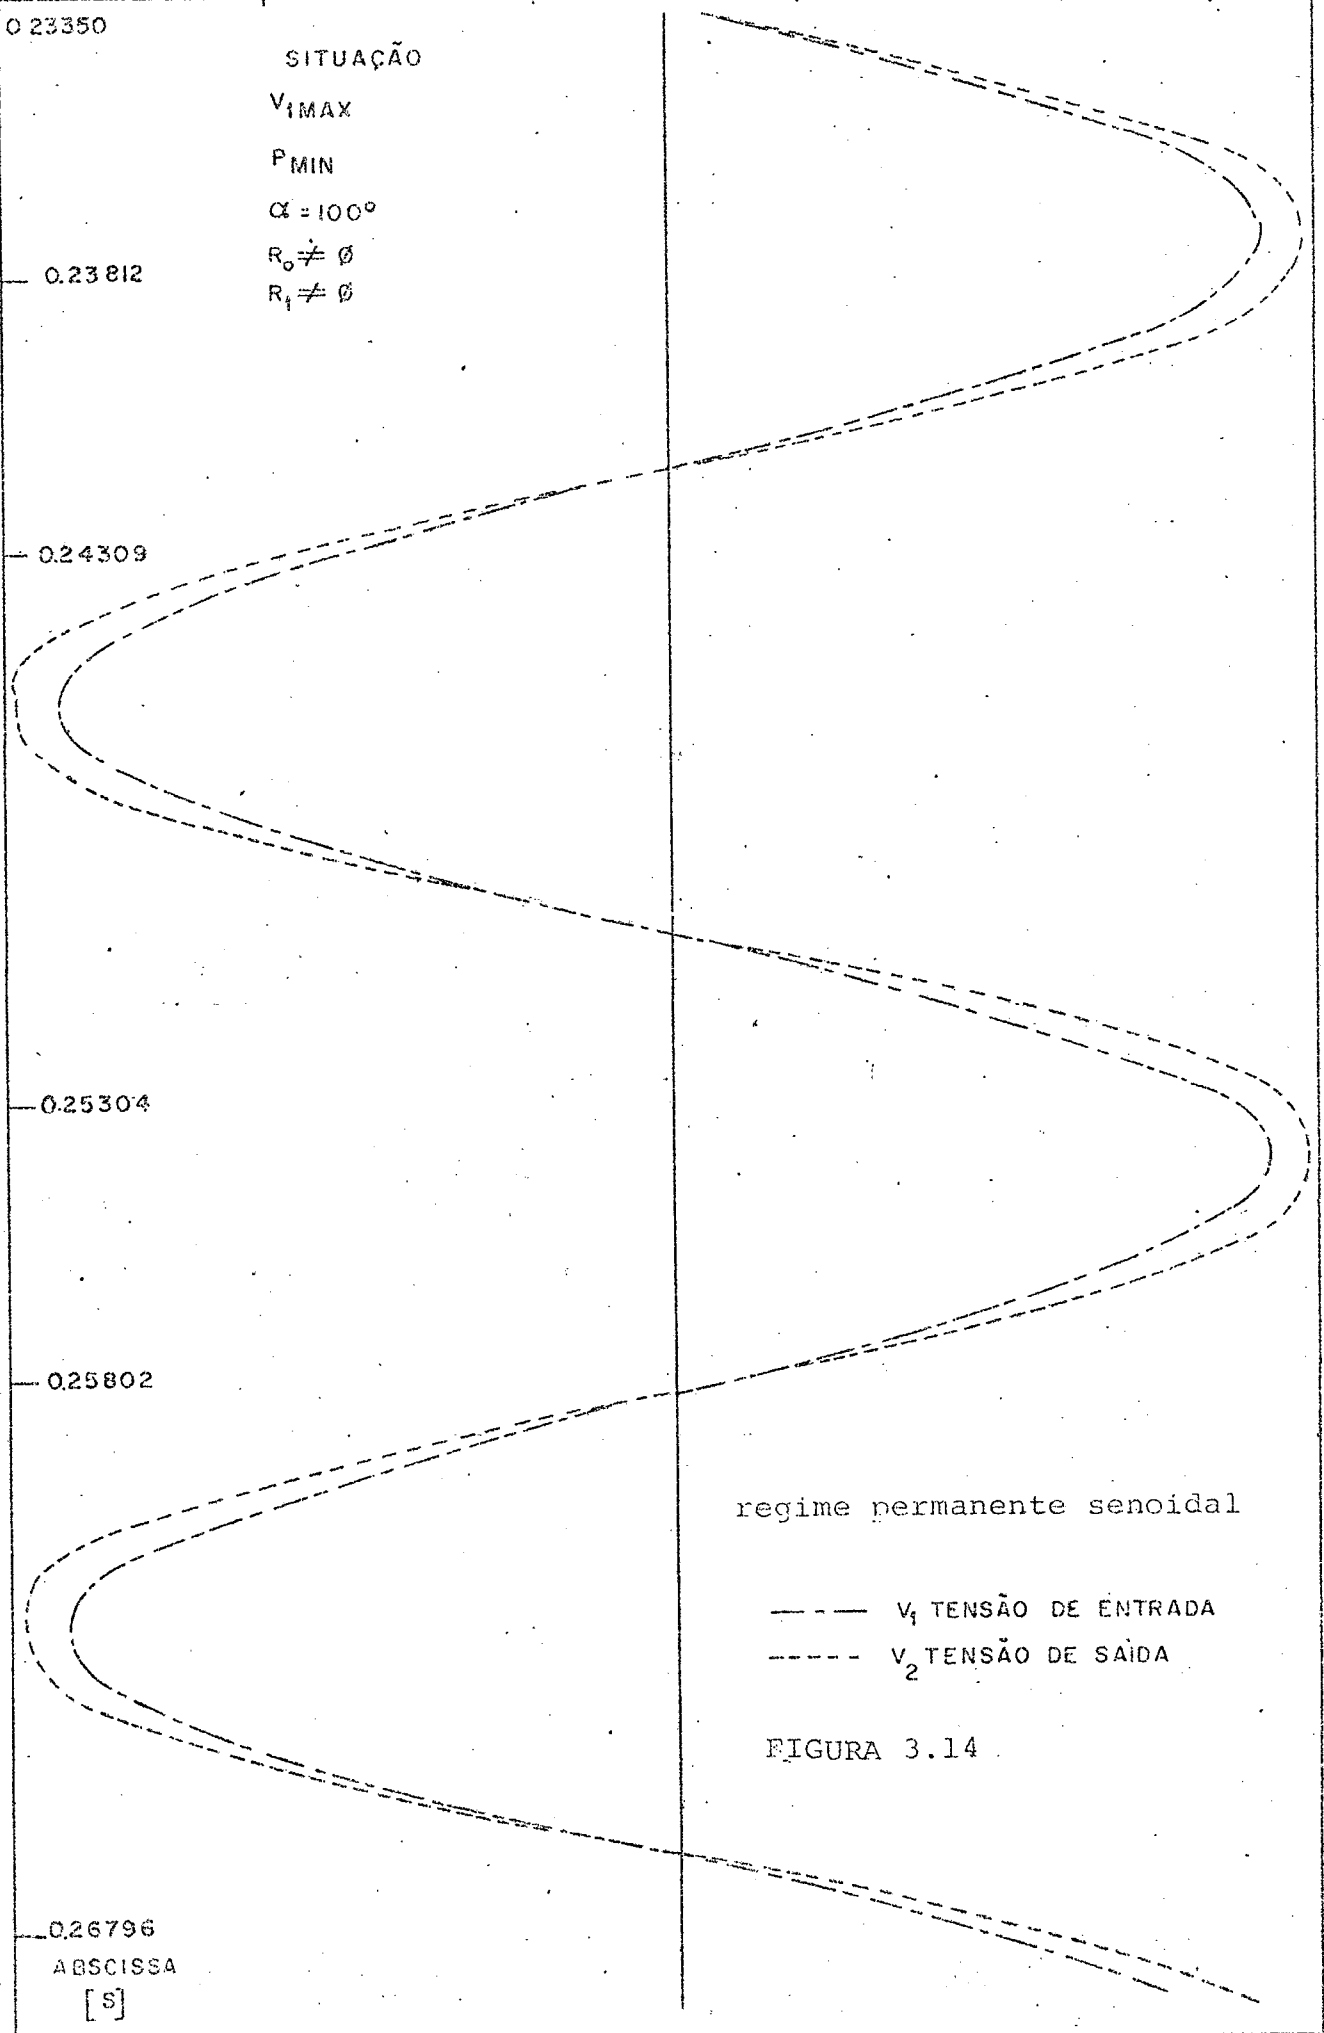 0 23350
SITUAÇÃO
V1MAX
PMIN
α = 100°
R0 ≠ Ø
R1 ≠ Ø
0.23812
0.24309
0.25304
0.25802
regime permanente senoidal
V1 TENSÃO DE ENTRADA
V2 TENSÃO DE SAÍDA
FIGURA 3.14
0.26796
ABSCISSA
[S]